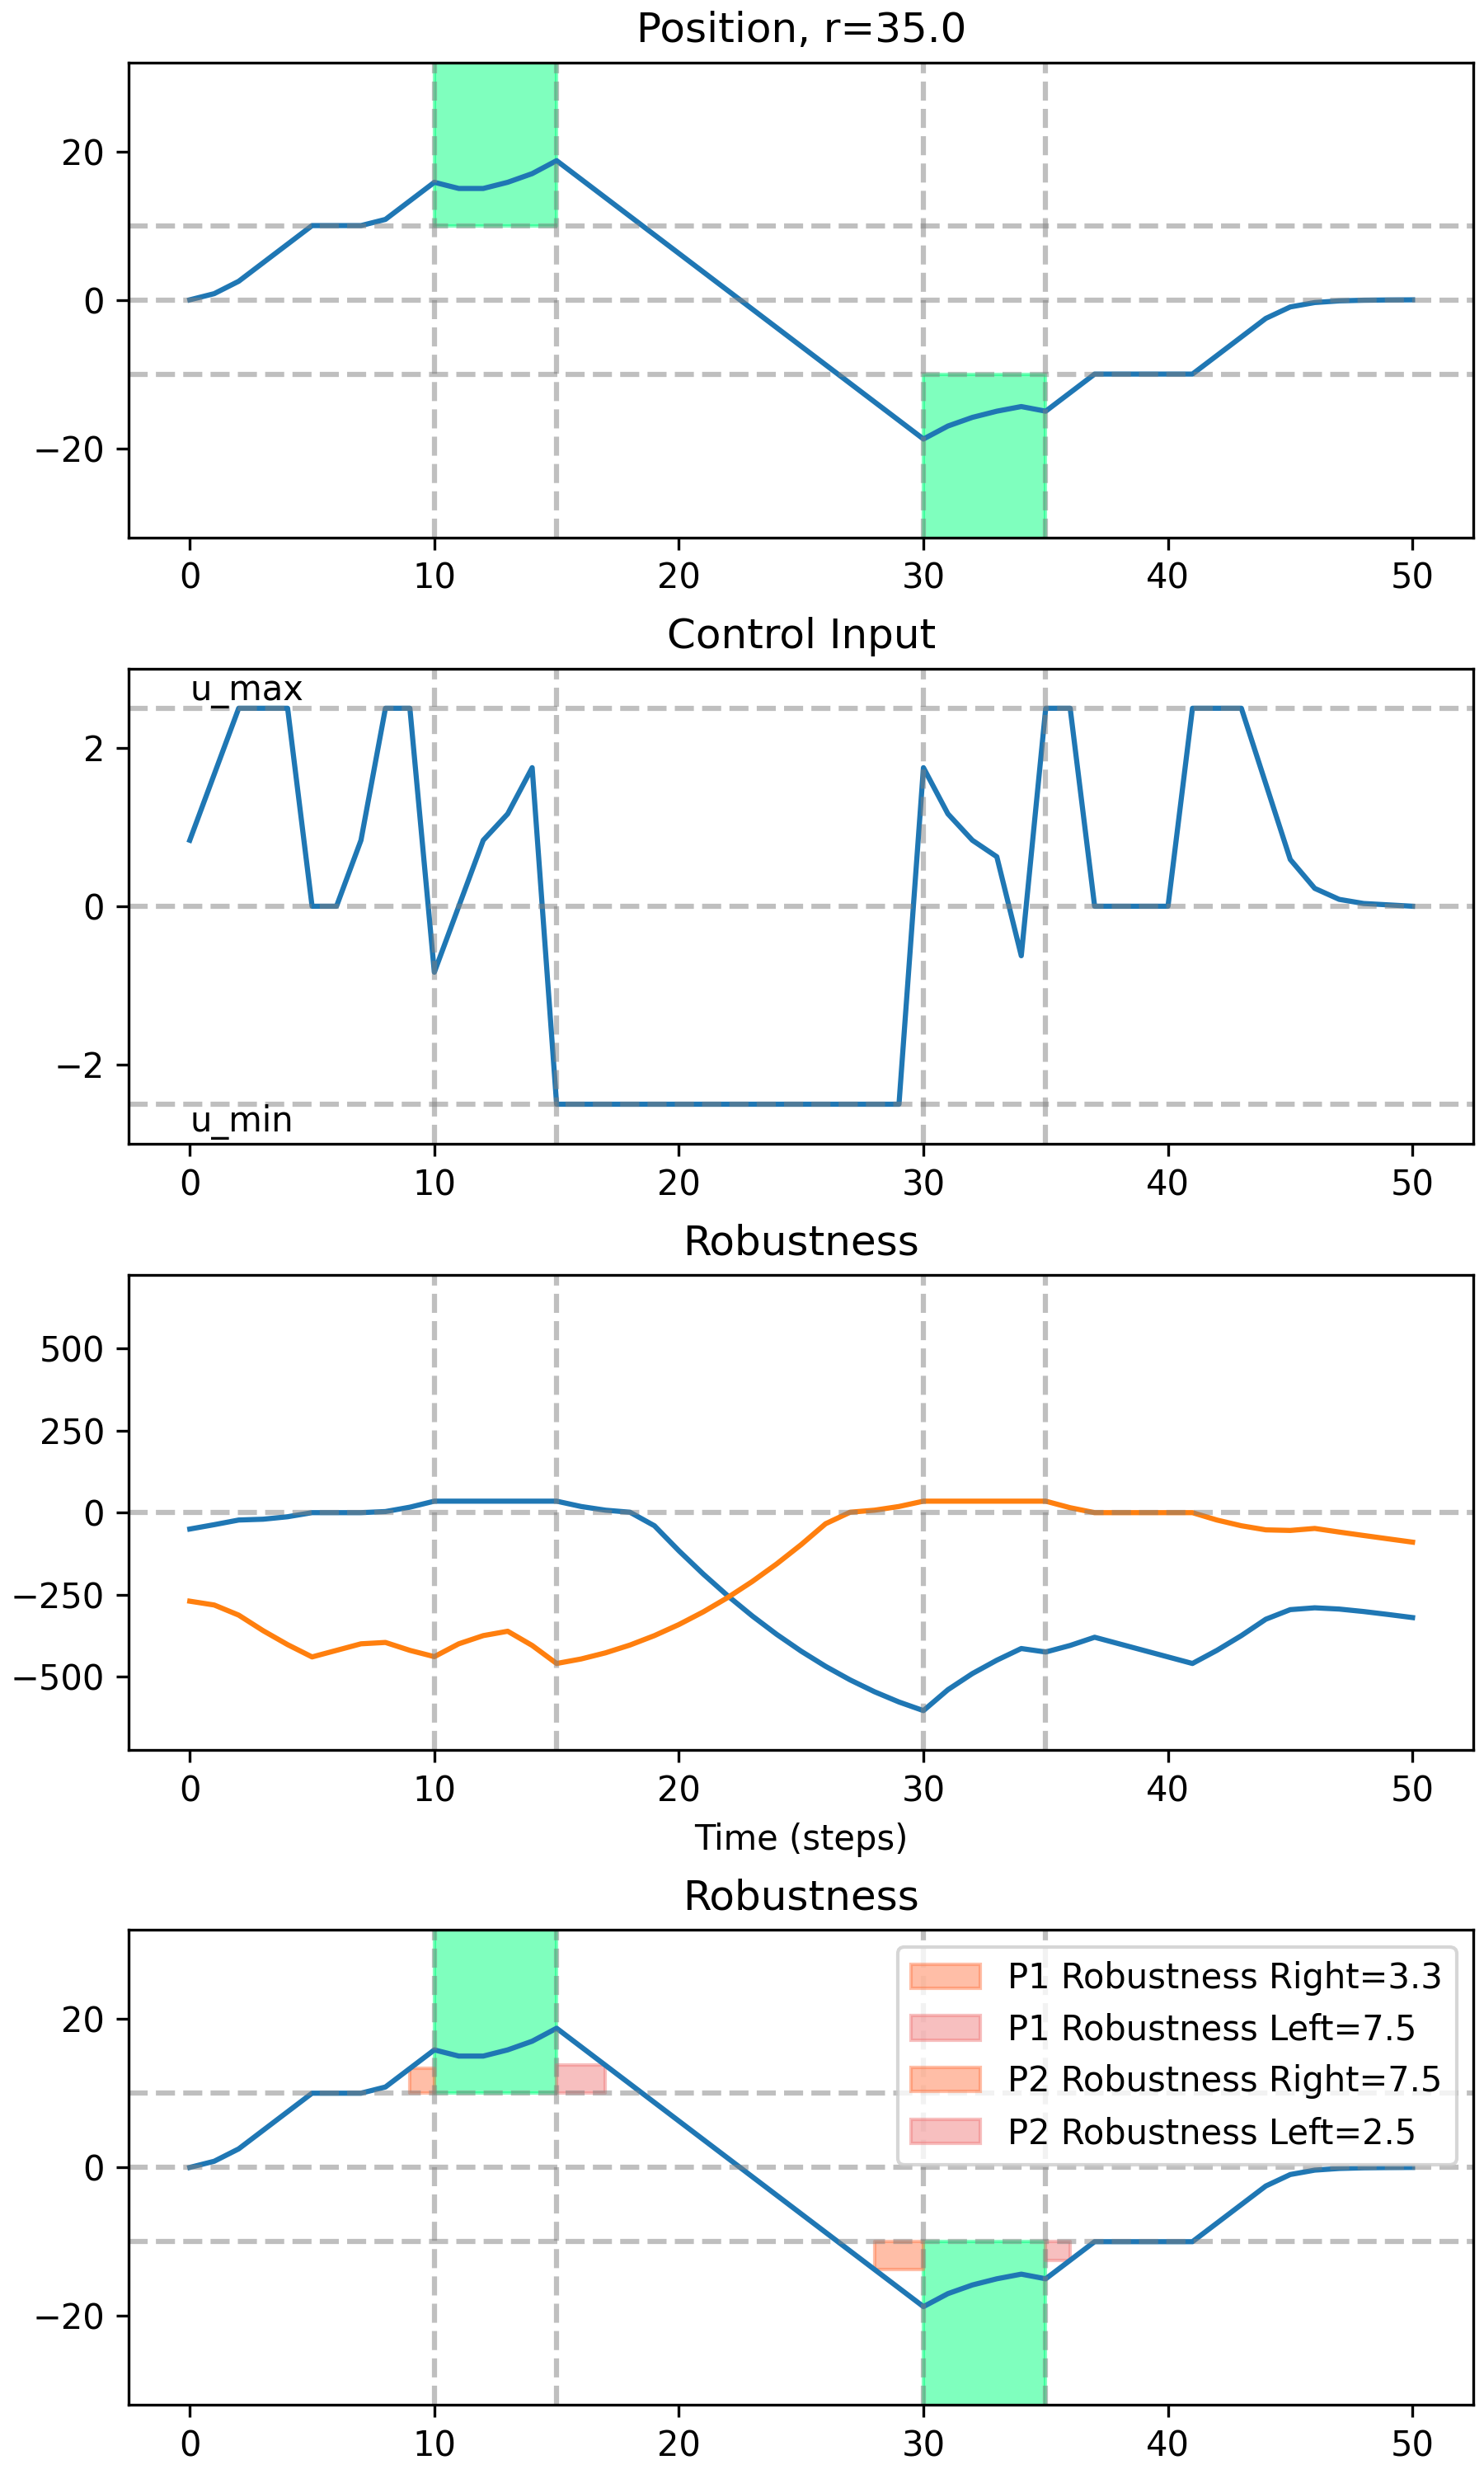 Position, r=35.0
20
0
−20
0 10 20 30 40 50
Control Input
u_max
2
0
−2
u_min
0 10 20 30 40 50
Robustness
500
250
0
−250
−500
0 10 20 30 40 50
Time (steps)
Robustness
P1 Robustness Right=3.3
P1 Robustness Left=7.5
P2 Robustness Right=7.5
P2 Robustness Left=2.5
20
0
−20
0 10 20 30 40 50